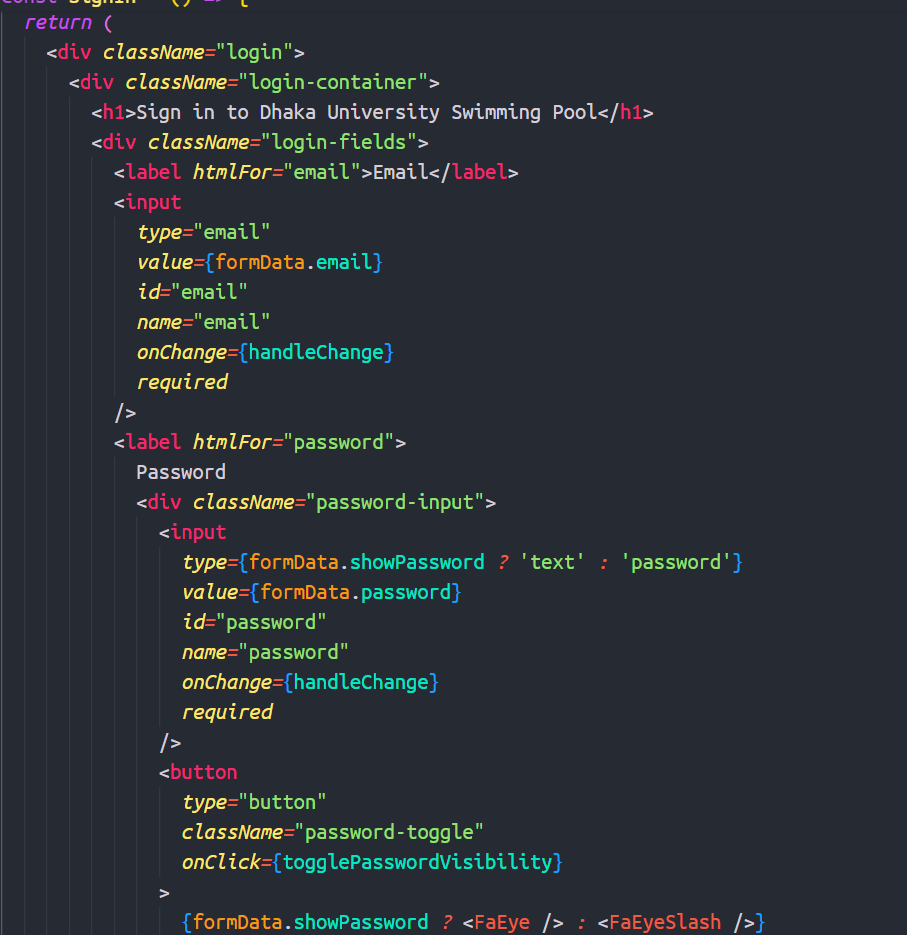 const SignIn = () => {
return (
<div className="login">
<div className="login-container">
<h1>Sign in to Dhaka University Swimming Pool</h1>
<div className="login-fields">
<label htmlFor="email">Email</label>
<input
type="email"
value={formData.email}
id="email"
name="email"
onChange={handleChange}
required
/>
<label htmlFor="password">
Password
<div className="password-input">
<input
type={formData.showPassword ? 'text' : 'password'}
value={formData.password}
id="password"
name="password"
onChange={handleChange}
required
/>
<button
type="button"
className="password-toggle"
onClick={togglePasswordVisibility}
>
{formData.showPassword ? <FaEye /> : <FaEyeSlash />}